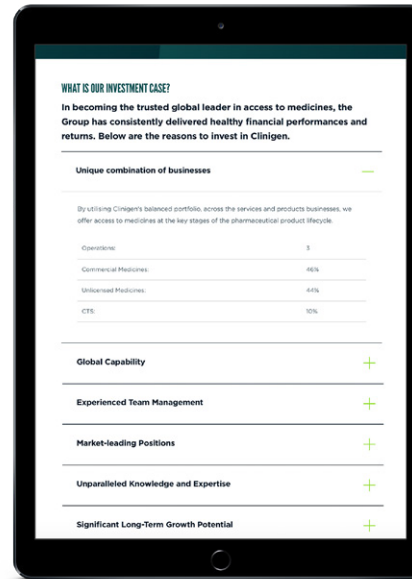 WHAT IS OUR INVESTMENT CASE?
In becoming the trusted global leader in access to medicines, the
Group has consistently delivered healthy financial performances and
returns. Below are the reasons to invest in Clinigen.
Unique combination of businesses
By utilising Clinigen's balanced portfolio, across the services and products businesses, we
offer access to medicines at the key stages of the pharmaceutical product lifecycle.
Operations: 3
Commercial Medicines: 46%
Unlicensed Medicines: 44%
CTS: 10%
Global Capability
Experienced Team Management
Market-leading Positions
Unparalleled Knowledge and Expertise
Significant Long-Term Growth Potential